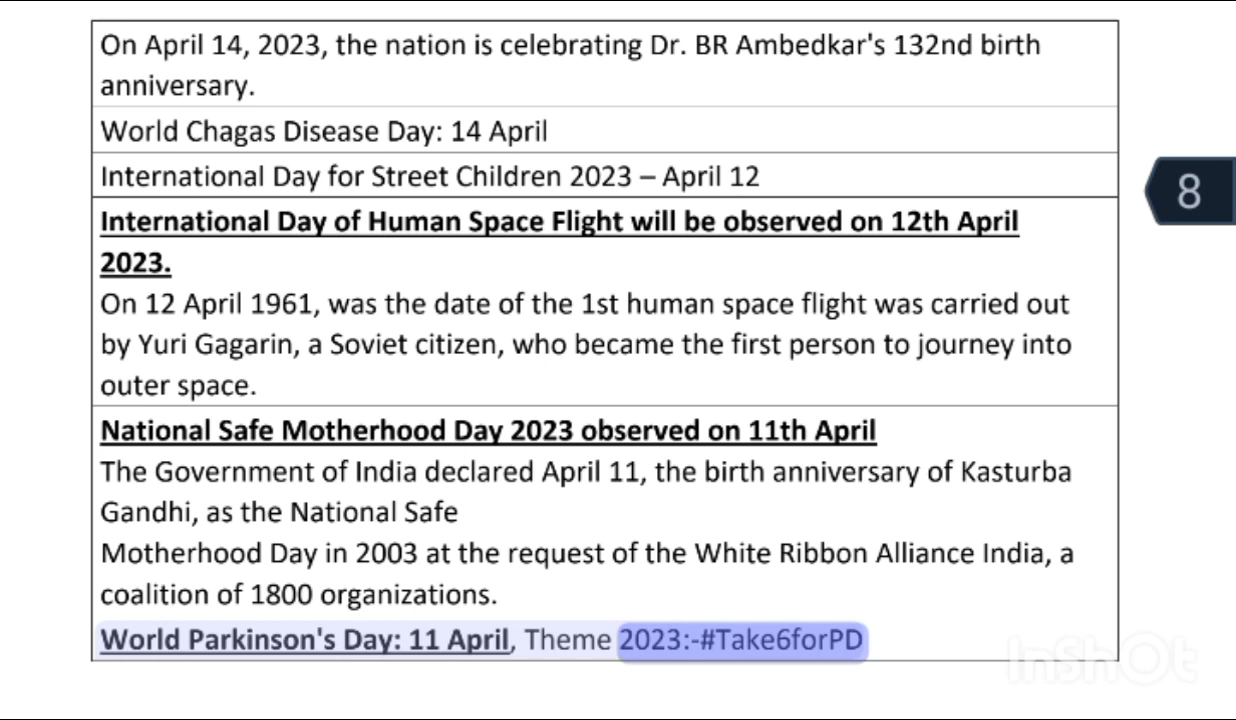 On April 14, 2023, the nation is celebrating Dr. BR Ambedkar's 132nd birth
anniversary.
World Chagas Disease Day: 14 April
International Day for Street Children 2023 – April 12
8
International Day of Human Space Flight will be observed on 12th April
2023.
On 12 April 1961, was the date of the 1st human space flight was carried out
by Yuri Gagarin, a Soviet citizen, who became the first person to journey into
outer space.
National Safe Motherhood Day 2023 observed on 11th April
The Government of India declared April 11, the birth anniversary of Kasturba
Gandhi, as the National Safe
Motherhood Day in 2003 at the request of the White Ribbon Alliance India, a
coalition of 1800 organizations.
World Parkinson's Day: 11 April, Theme 2023:-#Take6forPD
InShOt